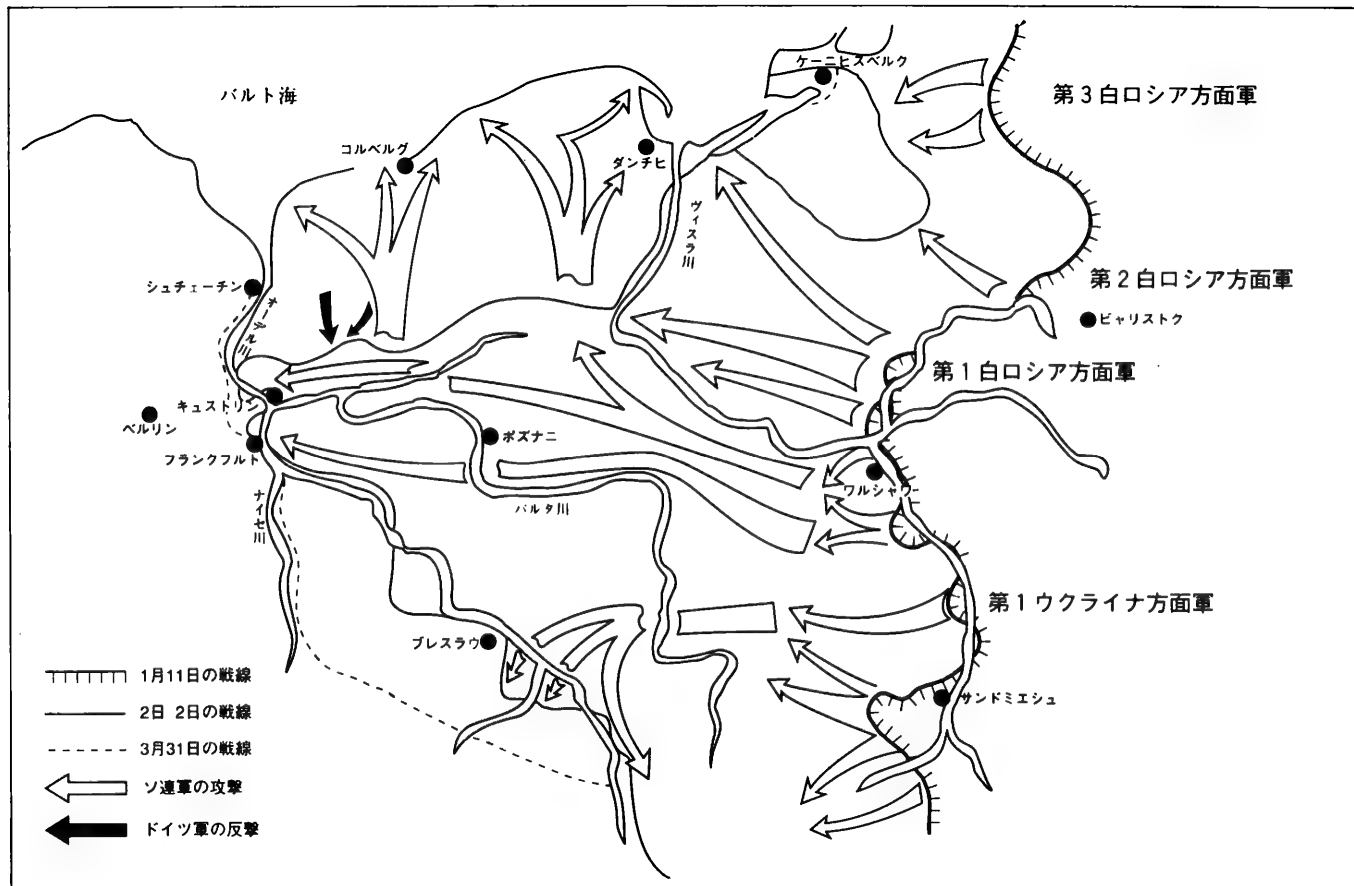 ケーニヒスベルク
バルト海
第3白ロシア方面軍
コルベルグ
ダンチヒ
ヴィスラ川
第2白ロシア方面軍
シュチェーチン
オーデル川
ビャリストク
第1白ロシア方面軍
キュストリン
ベルリン
ポズナニ
フランクフルト
ワルシャワ
ナイセ川
バルタ川
第1ウクライナ方面軍
ブレスラウ
サンドミエシュ
1月11日の戦線
2日 2日の戦線
3月31日の戦線
ソ連軍の攻撃
ドイツ軍の反撃